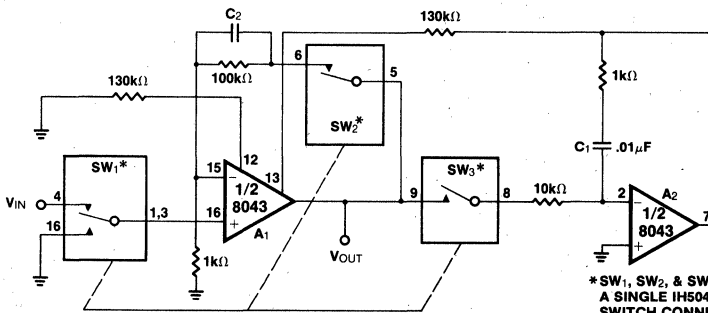 C2
130kΩ
6
100kΩ
5
1kΩ
130kΩ
SW2*
C1
.01μF
SW1*
12
SW3*
15
13
VIN
4
1/2
8043
9
8
10kΩ
2
A2
1/2
8043
7
1,3
16
16
A1
VOUT
1kΩ
−
+
−
+
*SW1, SW2, & SW
A SINGLE IH504
SWITCH CONNE